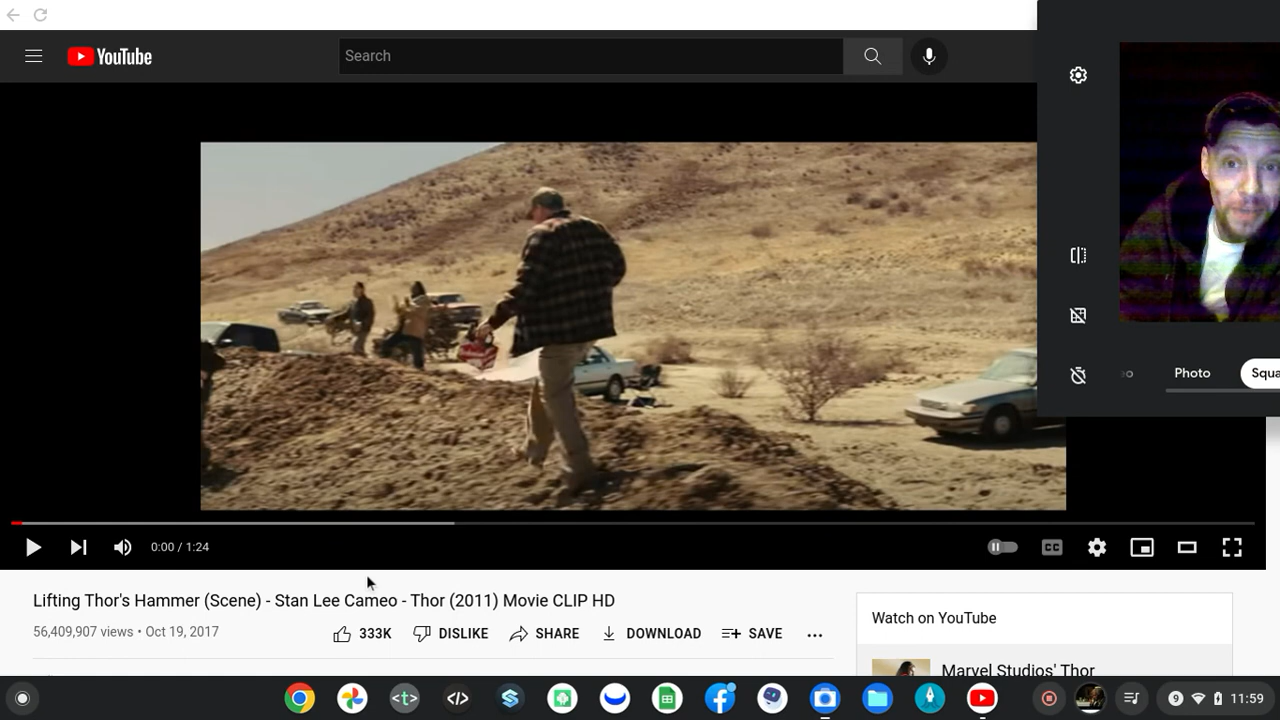 YouTube
Search
Photo
Squa
0:00 / 1:24
CC
Lifting Thor's Hammer (Scene) - Stan Lee Cameo - Thor (2011) Movie CLIP HD
56,409,907 views • Oct 19, 2017
333K DISLIKE SHARE DOWNLOAD SAVE
Watch on YouTube
Marvel Studios' Thor
<t> </> S
9 11:59